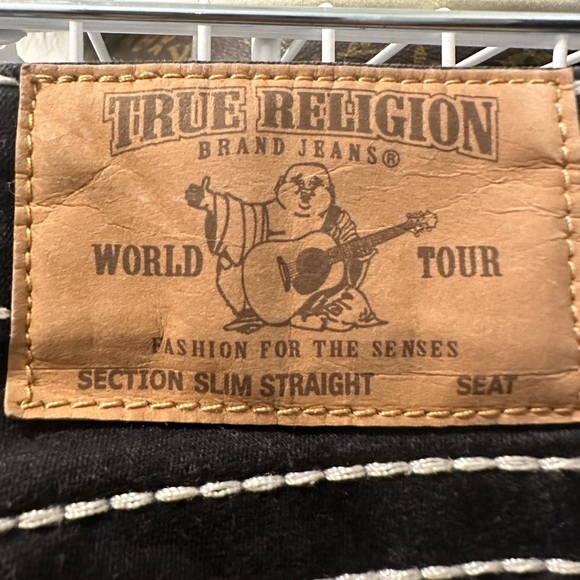 TRUE RELIGION
BRAND JEANS®
WORLD TOUR
FASHION FOR THE SENSES
SECTION SLIM STRAIGHT SEAT